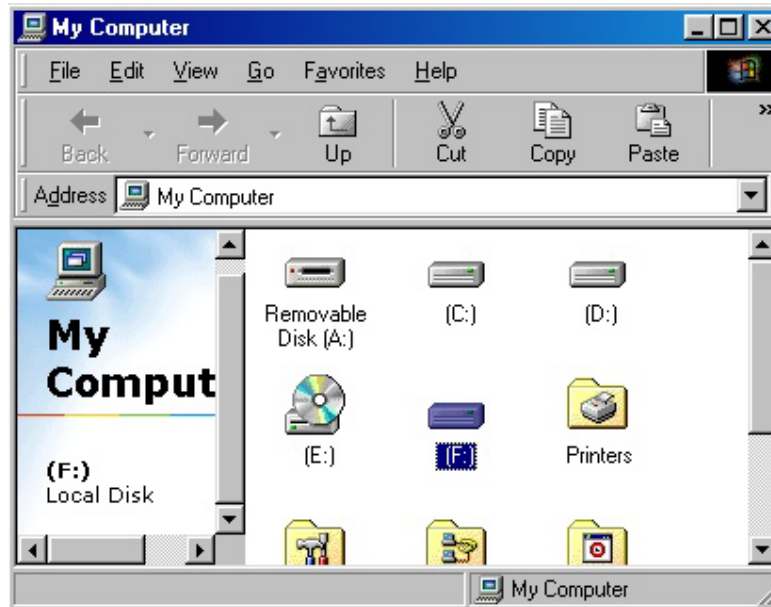 My Computer
File Edit View Go Favorites Help
Back Forward Up Cut Copy Paste »
Address My Computer
Removable
Disk (A:)
(C:)
(D:)
My
Comput
(F:)
Local Disk
(E:)
(F:)
Printers
My Computer